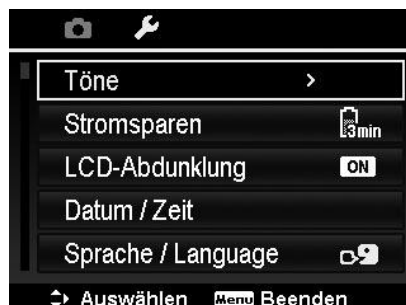 Töne
Stromsparen 3min
LCD-Abdunklung ON
Datum / Zeit
Sprache / Language
Auswählen Menu Beenden